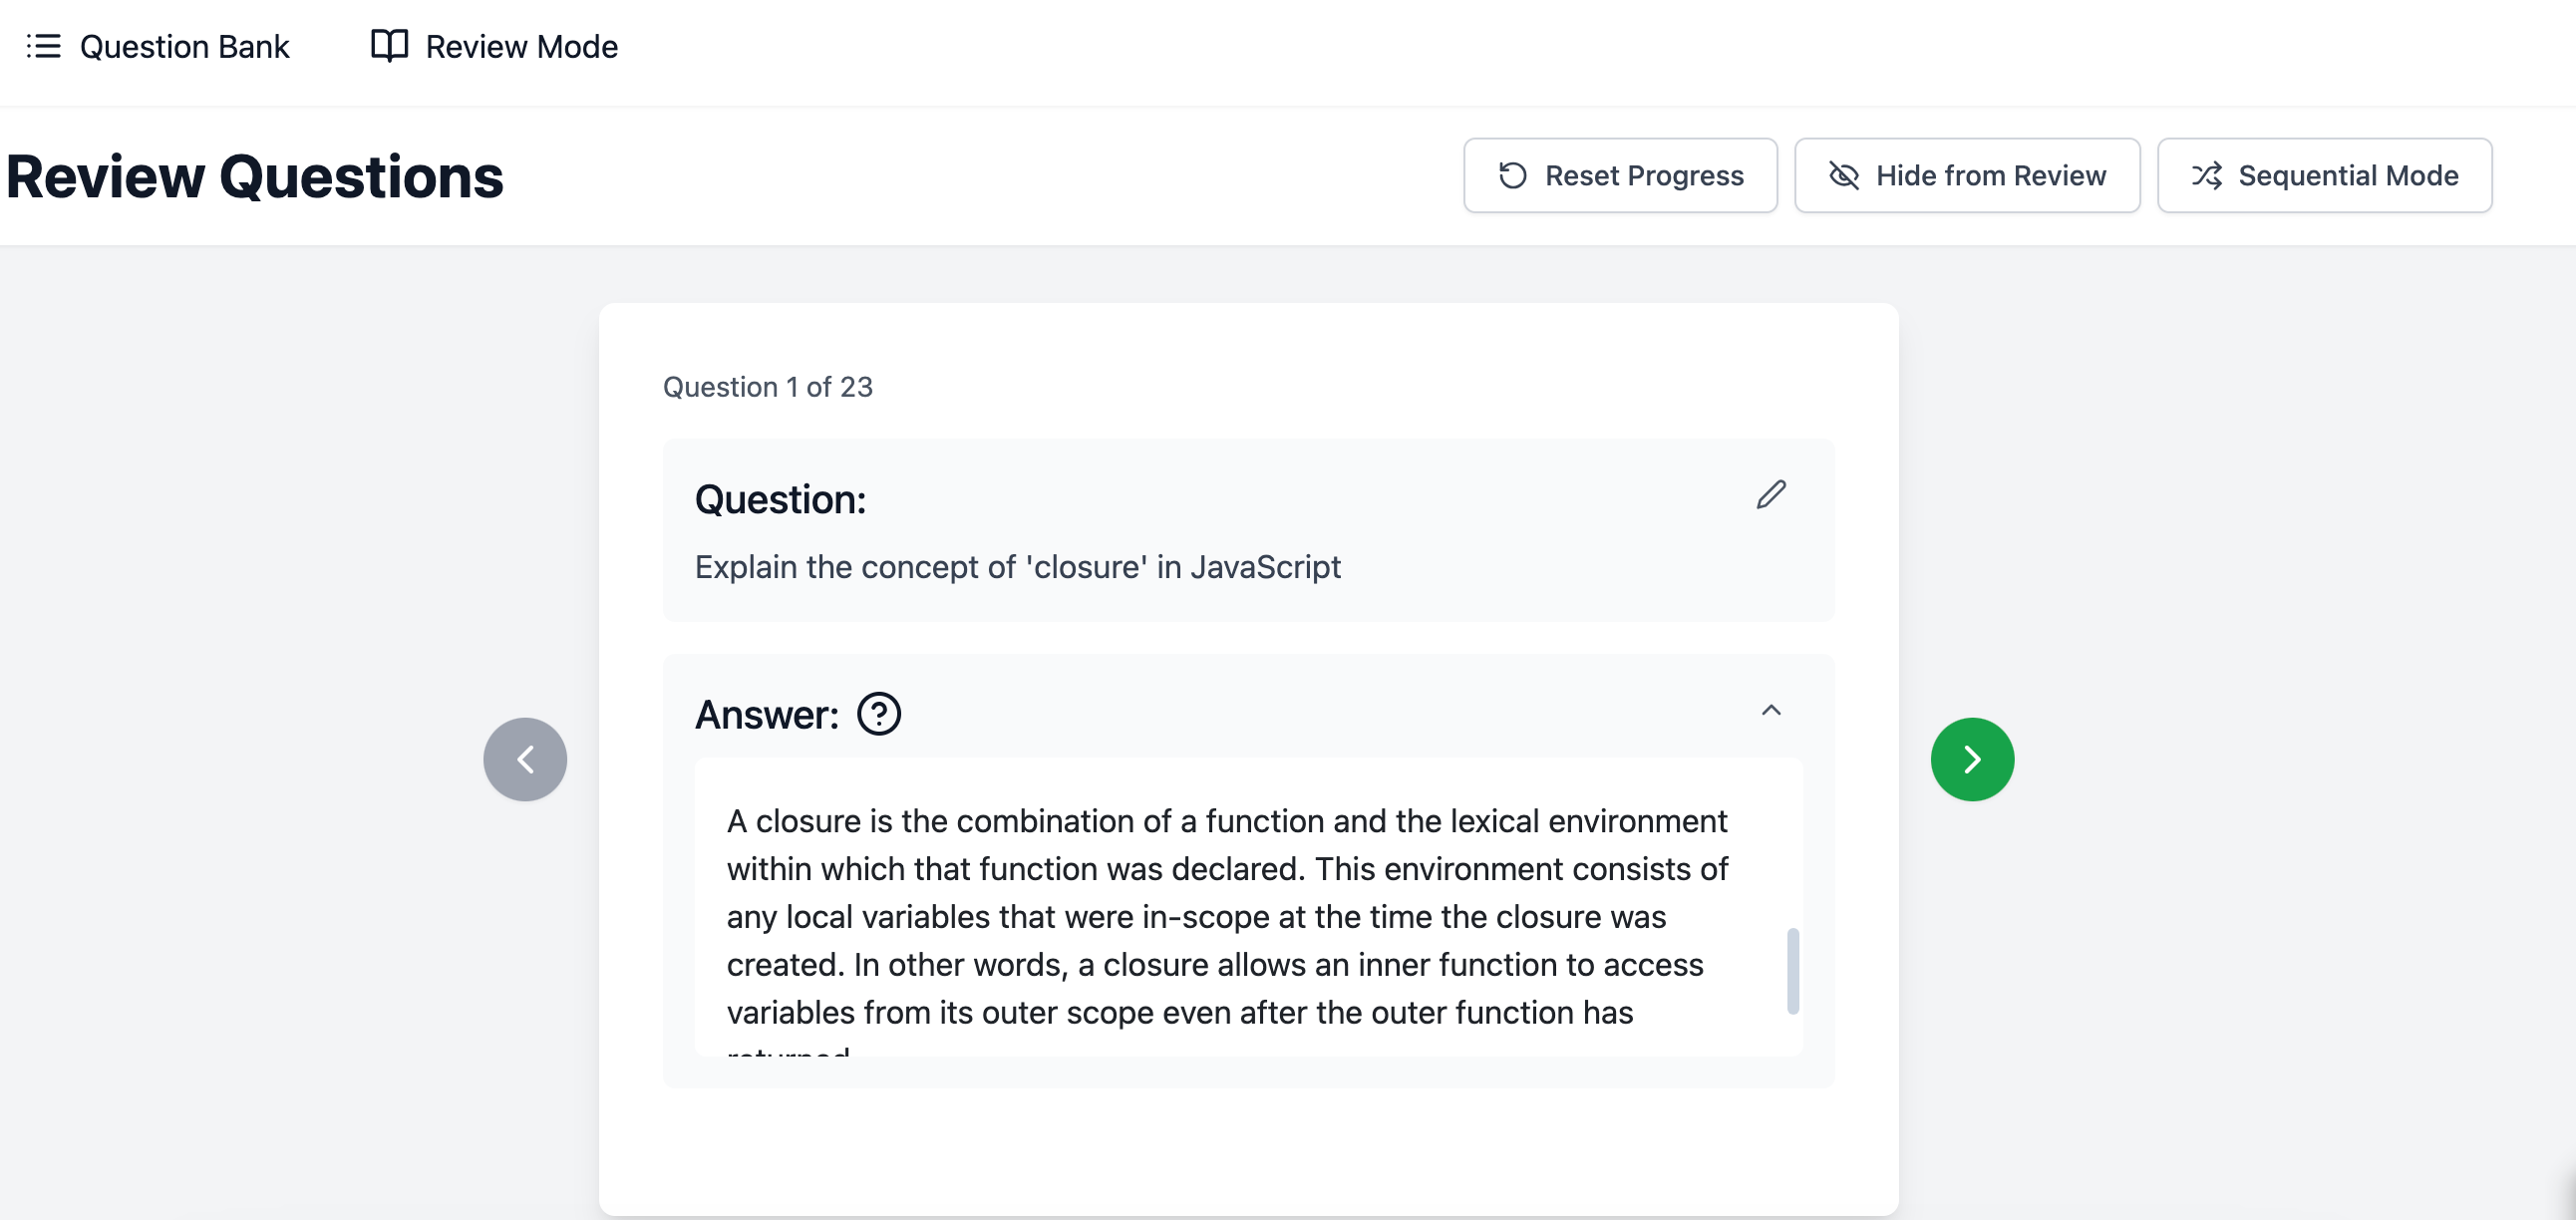 Question Bank
Review Mode
Review Questions
Reset Progress
Hide from Review
Sequential Mode
Question 1 of 23
Question:
Explain the concept of 'closure' in JavaScript
Answer:
A closure is the combination of a function and the lexical environment
within which that function was declared. This environment consists of
any local variables that were in-scope at the time the closure was
created. In other words, a closure allows an inner function to access
variables from its outer scope even after the outer function has
returned